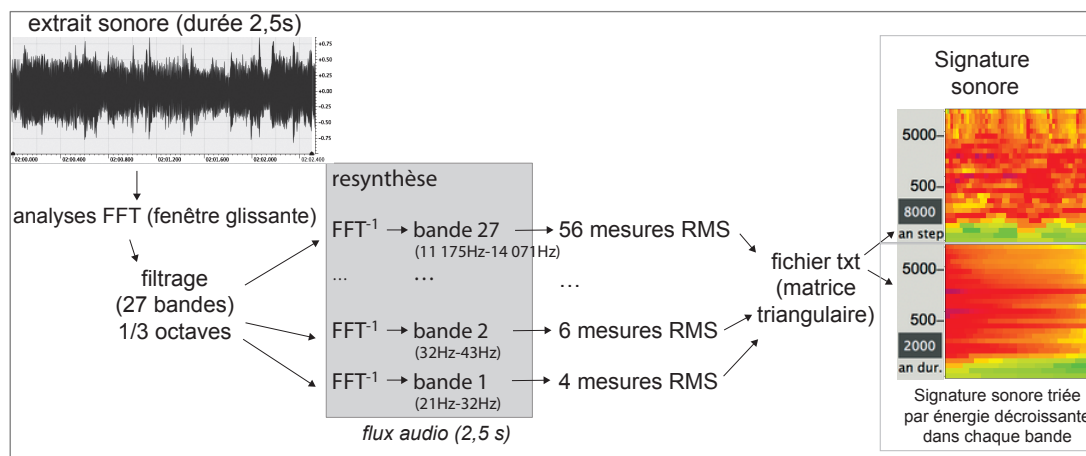 extrait sonore (durée 2,5s)
+0.75
+0.50
+0.25
0.00
-0.25
-0.50
-0.75
02:00.000 02:00.400 02:00.800 02:01.200 02:01.600 02:02.000 02:02.400
analyses FFT (fenêtre glissante)
filtrage
(27 bandes)
1/3 octaves
resynthèse
FFT-1 bande 27 56 mesures RMS
(11 175Hz-14 071Hz)
... ... ...
FFT-1 bande 2 6 mesures RMS
(32Hz-43Hz)
FFT-1 bande 1 4 mesures RMS
(21Hz-32Hz)
flux audio (2,5 s)
fichier txt
(matrice
triangulaire)
Signature
sonore
5000
500
8000
an step
5000
500
2000
an dur.
Signature sonore triée
par énergie décroissante
dans chaque bande